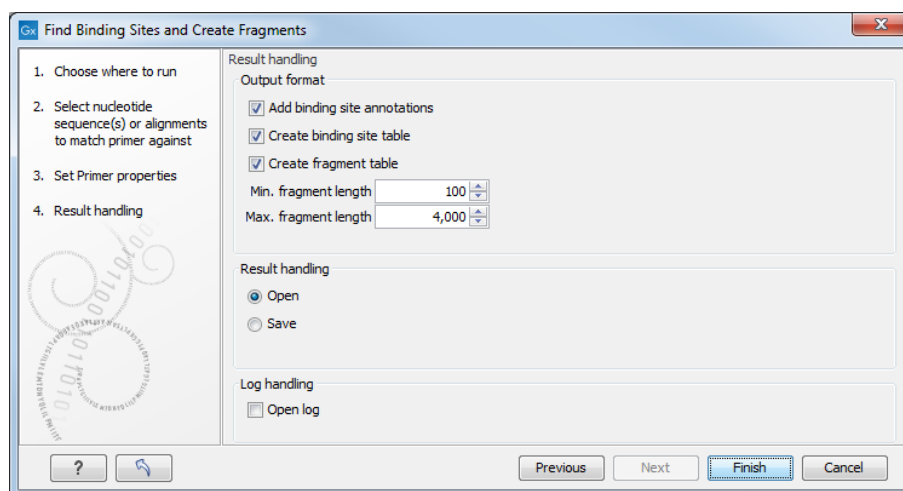 Gx Find Binding Sites and Create Fragments
1. Choose where to run
2. Select nucleotide
sequence(s) or alignments
to match primer against
3. Set Primer properties
4. Result handling
Result handling
Output format
Add binding site annotations
Create binding site table
Create fragment table
Min. fragment length 100
Max. fragment length 4,000
Result handling
Open
Save
Log handling
Open log
? Previous Next Finish Cancel